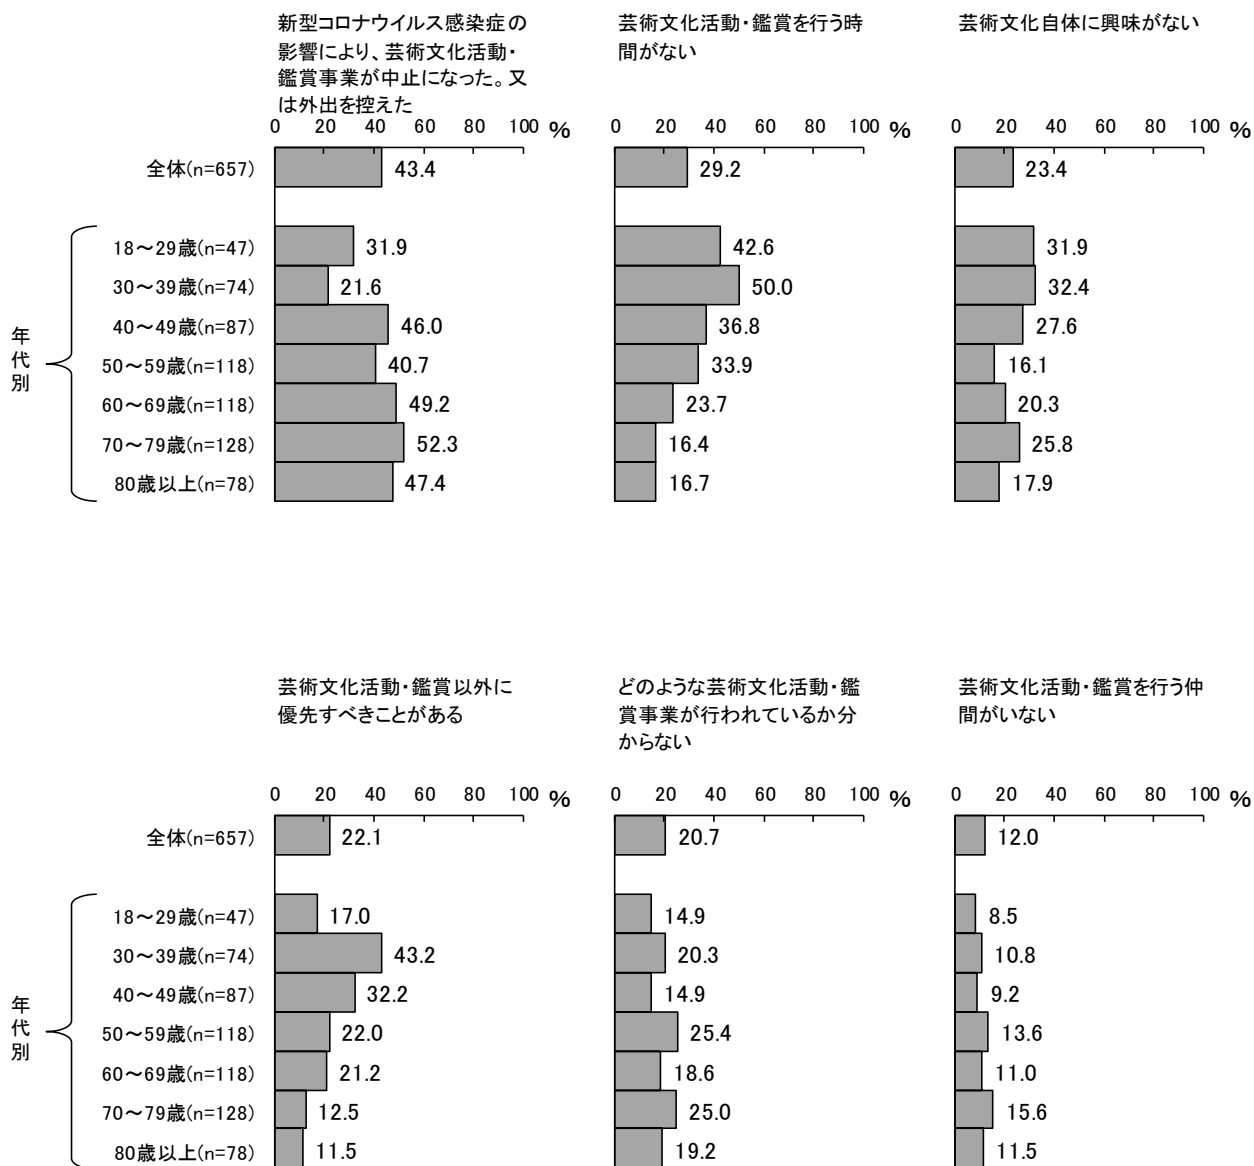 新型コロナウイルス感染症の
影響により、芸術文化活動・
鑑賞事業が中止になった。又
は外出を控えた
芸術文化活動・鑑賞を行う時
間がない
芸術文化自体に興味がない
0 20 40 60 80 100 %
0 20 40 60 80 100 %
0 20 40 60 80 100 %
全体(n=657) 43.4 29.2 23.4
年代別
18～29歳(n=47) 31.9 42.6 31.9
30～39歳(n=74) 21.6 50.0 32.4
40～49歳(n=87) 46.0 36.8 27.6
50～59歳(n=118) 40.7 33.9 16.1
60～69歳(n=118) 49.2 23.7 20.3
70～79歳(n=128) 52.3 16.4 25.8
80歳以上(n=78) 47.4 16.7 17.9
芸術文化活動・鑑賞以外に
優先すべきことがある
どのような芸術文化活動・鑑
賞事業が行われているか分
からない
芸術文化活動・鑑賞を行う仲
間がいない
0 20 40 60 80 100 %
0 20 40 60 80 100 %
0 20 40 60 80 100 %
全体(n=657) 22.1 20.7 12.0
年代別
18～29歳(n=47) 17.0 14.9 8.5
30～39歳(n=74) 43.2 20.3 10.8
40～49歳(n=87) 32.2 14.9 9.2
50～59歳(n=118) 22.0 25.4 13.6
60～69歳(n=118) 21.2 18.6 11.0
70～79歳(n=128) 12.5 25.0 15.6
80歳以上(n=78) 11.5 19.2 11.5